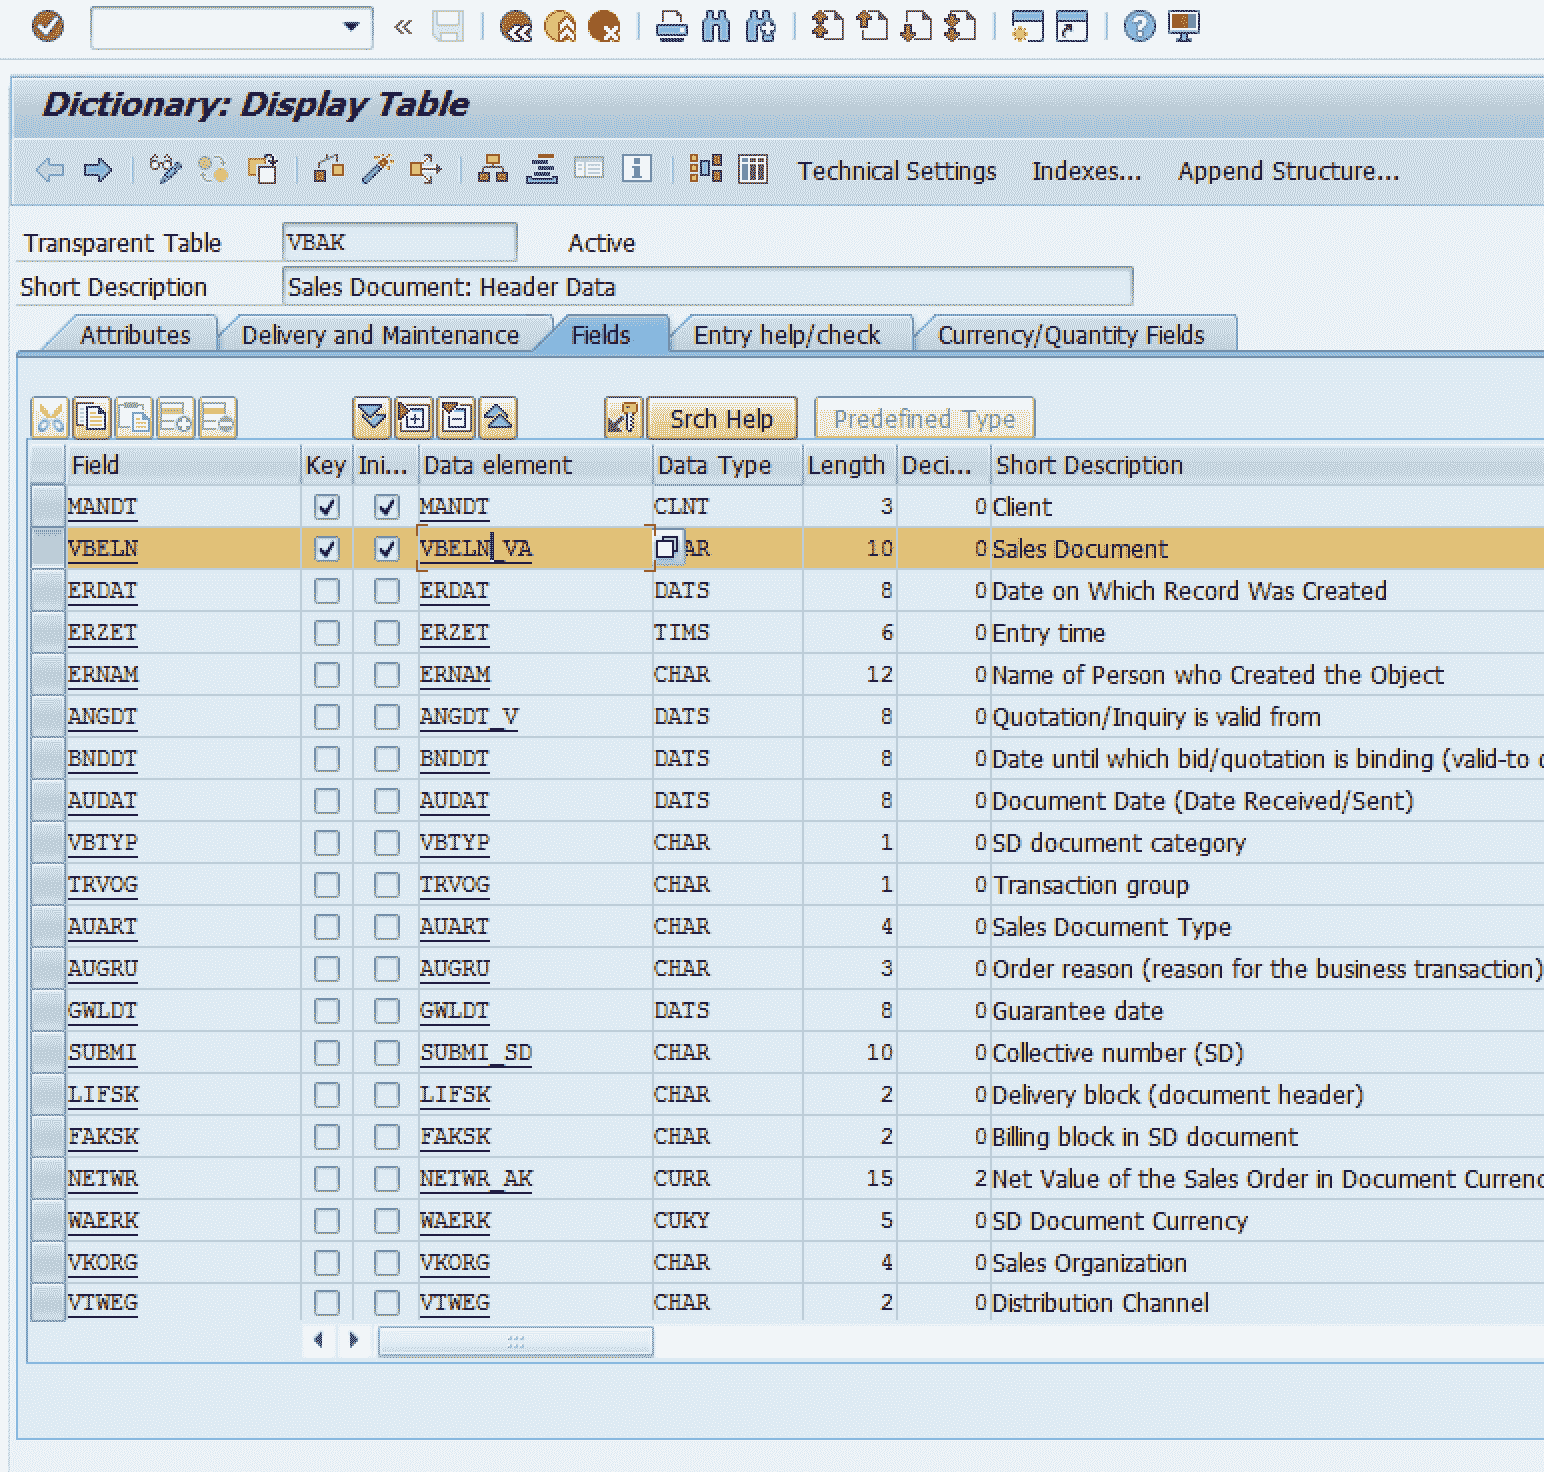 Dictionary: Display Table
Technical Settings Indexes... Append Structure...
Transparent Table VBAK Active
Short Description Sales Document: Header Data
Attributes Delivery and Maintenance Fields Entry help/check Currency/Quantity Fields
Srch Help Predefined Type
Field Key Ini... Data element Data Type Length Deci... Short Description
MANDT MANDT CLNT 3 0 Client
VBELN VBELN_VA AR 10 0 Sales Document
ERDAT ERDAT DATS 8 0 Date on Which Record Was Created
ERZET ERZET TIMS 6 0 Entry time
ERNAM ERNAM CHAR 12 0 Name of Person who Created the Object
ANGDT ANGDT_V DATS 8 0 Quotation/Inquiry is valid from
BNDDT BNDDT DATS 8 0 Date until which bid/quotation is binding (valid-to
AUDAT AUDAT DATS 8 0 Document Date (Date Received/Sent)
VBTYP VBTYP CHAR 1 0 SD document category
TRVOG TRVOG CHAR 1 0 Transaction group
AUART AUART CHAR 4 0 Sales Document Type
AUGRU AUGRU CHAR 3 0 Order reason (reason for the business transaction)
GWLDT GWLDT DATS 8 0 Guarantee date
SUBMI SUBMI_SD CHAR 10 0 Collective number (SD)
LIFSK LIFSK CHAR 2 0 Delivery block (document header)
FAKSK FAKSK CHAR 2 0 Billing block in SD document
NETWR NETWR_AK CURR 15 2 Net Value of the Sales Order in Document Currenc
WAERK WAERK CUKY 5 0 SD Document Currency
VKORG VKORG CHAR 4 0 Sales Organization
VTWEG VTWEG CHAR 2 0 Distribution Channel